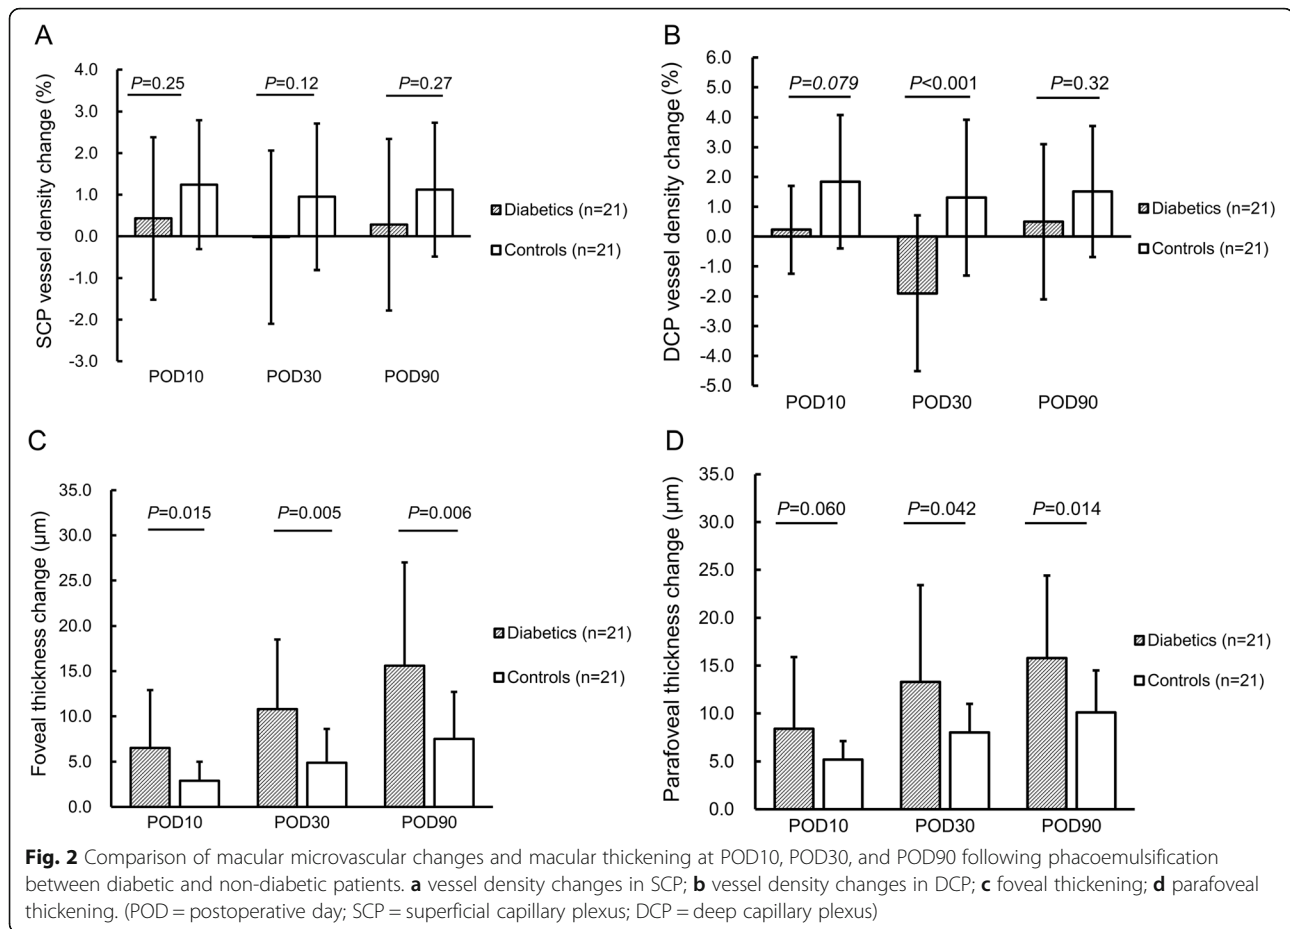 A
SCP vessel density change (%)
4.0
3.0
2.0
1.0
0.0
-1.0
-2.0
-3.0
P=0.25
P=0.12
P=0.27
Diabetics (n=21)
Controls (n=21)
POD10
POD30
POD90
B
DCP vessel density change (%)
6.0
5.0
4.0
3.0
2.0
1.0
0.0
-1.0
-2.0
-3.0
-4.0
-5.0
P=0.079
P<0.001
P=0.32
Diabetics (n=21)
Controls (n=21)
POD10
POD30
POD90
C
Foveal thickness change (μm)
35.0
30.0
25.0
20.0
15.0
10.0
5.0
0.0
P=0.015
P=0.005
P=0.006
Diabetics (n=21)
Controls (n=21)
POD10
POD30
POD90
D
Parafoveal thickness change (μm)
35.0
30.0
25.0
20.0
15.0
10.0
5.0
0.0
P=0.060
P=0.042
P=0.014
Diabetics (n=21)
Controls (n=21)
POD10
POD30
POD90
Fig. 2 Comparison of macular microvascular changes and macular thickening at POD10, POD30, and POD90 following phacoemulsification
between diabetic and non-diabetic patients. a vessel density changes in SCP; b vessel density changes in DCP; c foveal thickening; d parafoveal
thickening. (POD = postoperative day; SCP = superficial capillary plexus; DCP = deep capillary plexus)